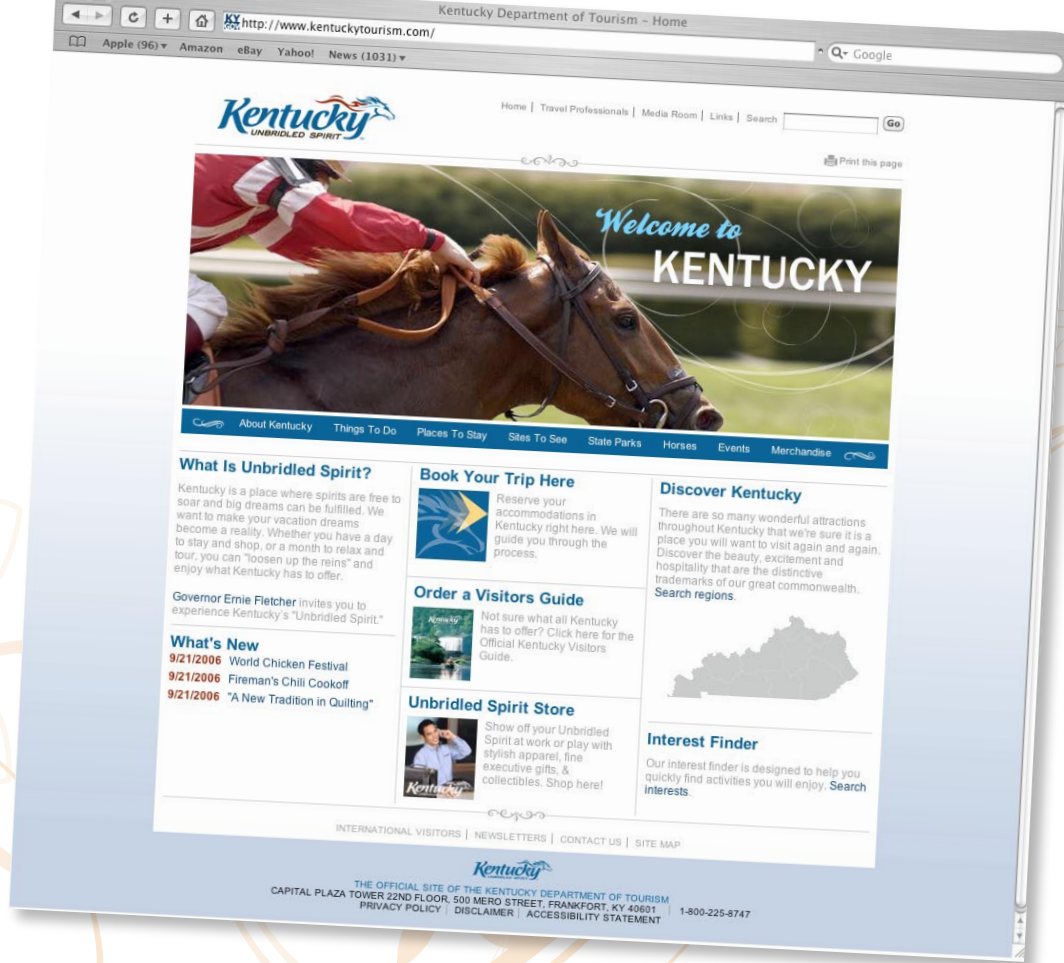 Kentucky Department of Tourism – Home
KY.GOV http://www.kentuckytourism.com/
Google
Apple (96) Amazon eBay Yahoo! News (1031)
Kentucky
UNBRIDLED SPIRIT
Home | Travel Professionals | Media Room | Links | Search
Go
Print this page
Welcome to
KENTUCKY
About Kentucky Things To Do Places To Stay Sites To See State Parks Horses Events Merchandise
What Is Unbridled Spirit?
Kentucky is a place where spirits are free to
soar and big dreams can be fulfilled. We
want to make your vacation dreams
become a reality. Whether you have a day
to stay and shop, or a month to relax and
tour, you can "loosen up the reins" and
enjoy what Kentucky has to offer.
Governor Ernie Fletcher invites you to
experience Kentucky's "Unbridled Spirit."
What's New
9/21/2006 World Chicken Festival
9/21/2006 Fireman's Chili Cookoff
9/21/2006 "A New Tradition in Quilting"
Book Your Trip Here
Reserve your
accommodations in
Kentucky right here. We will
guide you through the
process.
Order a Visitors Guide
Kentucky
Not sure what all Kentucky
has to offer? Click here for the
Official Kentucky Visitors
Guide.
Unbridled Spirit Store
Show off your Unbridled
Spirit at work or play with
stylish apparel, fine
executive gifts, &
collectibles. Shop here!
Kentucky
Discover Kentucky
There are so many wonderful attractions
throughout Kentucky that we're sure it is a
place you will want to visit again and again.
Discover the beauty, excitement and
hospitality that are the distinctive
trademarks of our great commonwealth.
Search regions.
Interest Finder
Our interest finder is designed to help you
quickly find activities you will enjoy. Search
interests.
INTERNATIONAL VISITORS | NEWSLETTERS | CONTACT US | SITE MAP
Kentucky
UNBRIDLED SPIRIT
THE OFFICIAL SITE OF THE KENTUCKY DEPARTMENT OF TOURISM
CAPITAL PLAZA TOWER 22ND FLOOR, 500 MERO STREET, FRANKFORT, KY 40601 | 1-800-225-8747
PRIVACY POLICY | DISCLAIMER | ACCESSIBILITY STATEMENT